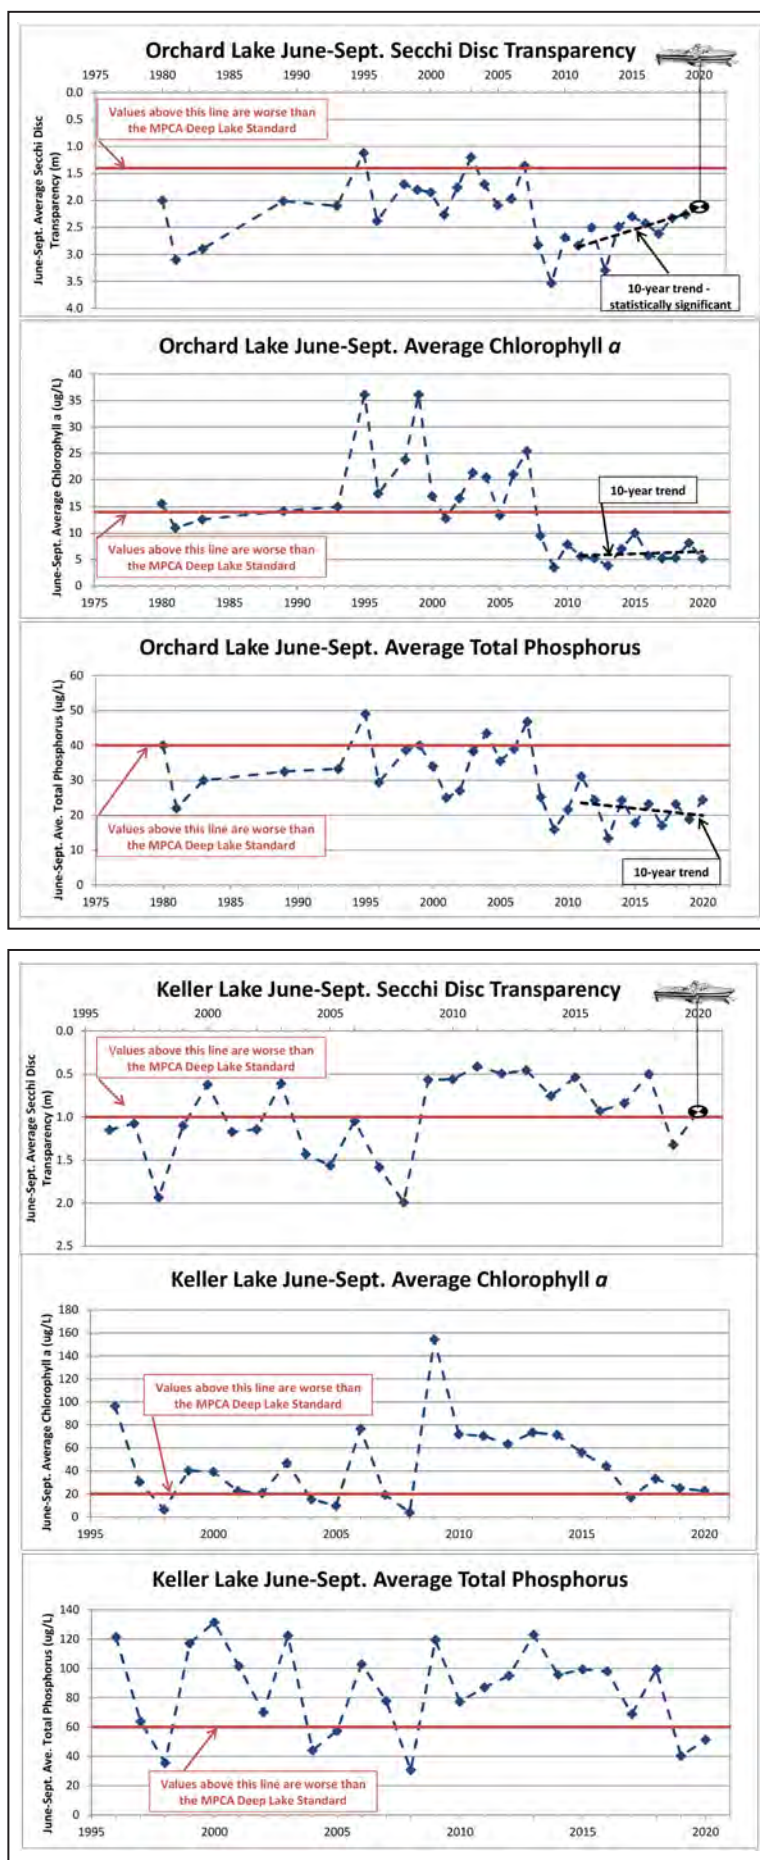 Orchard Lake June-Sept. Secchi Disc Transparency
1975 1980 1985 1989 1995 2001 2005 2010 2015 2020
June-Sept. Average Secchi Disc
Transparency (m)
0.0
0.5
1.0
1.5
2.0
2.5
3.0
3.5
4.0
Values above this line are worse than
the MPCA Deep Lake Standard
10-year trend -
statistically significant
Orchard Lake June-Sept. Average Chlorophyll a
June-Sept. Average Chlorophyll a (ug/L)
40
35
30
25
20
15
10
5
0
10-year trend
Values above this line are worse than
the MPCA Deep Lake Standard
1975 1980 1985 1990 1995 2000 2005 2010 2015 2020
Orchard Lake June-Sept. Average Total Phosphorus
June-Sept. Ave. Total Phosphorus (ug/L)
60
50
40
30
20
10
0
Values above this line are worse than
the MPCA Deep Lake Standard
10-year trend
1975 1980 1985 1990 1995 2000 2005 2010 2015 2020
Keller Lake June-Sept. Secchi Disc Transparency
1995 2000 2005 2010 2015 2020
June-Sept. Average Secchi Disc
Transparency (m)
0.0
0.5
1.0
1.5
2.0
2.5
Values above this line are worse than
the MPCA Deep Lake Standard
Keller Lake June-Sept. Average Chlorophyll a
June-Sept. Average Chlorophyll a (ug/L)
180
160
140
120
100
80
60
40
20
0
Values above this line are worse than
the MPCA Deep Lake Standard
1995 2000 2005 2010 2015 2020
Keller Lake June-Sept. Average Total Phosphorus
June-Sept. Ave. Total Phosphorus (ug/L)
140
120
100
80
60
40
20
0
Values above this line are worse than
the MPCA Deep Lake Standard
1995 2000 2005 2010 2015 2020